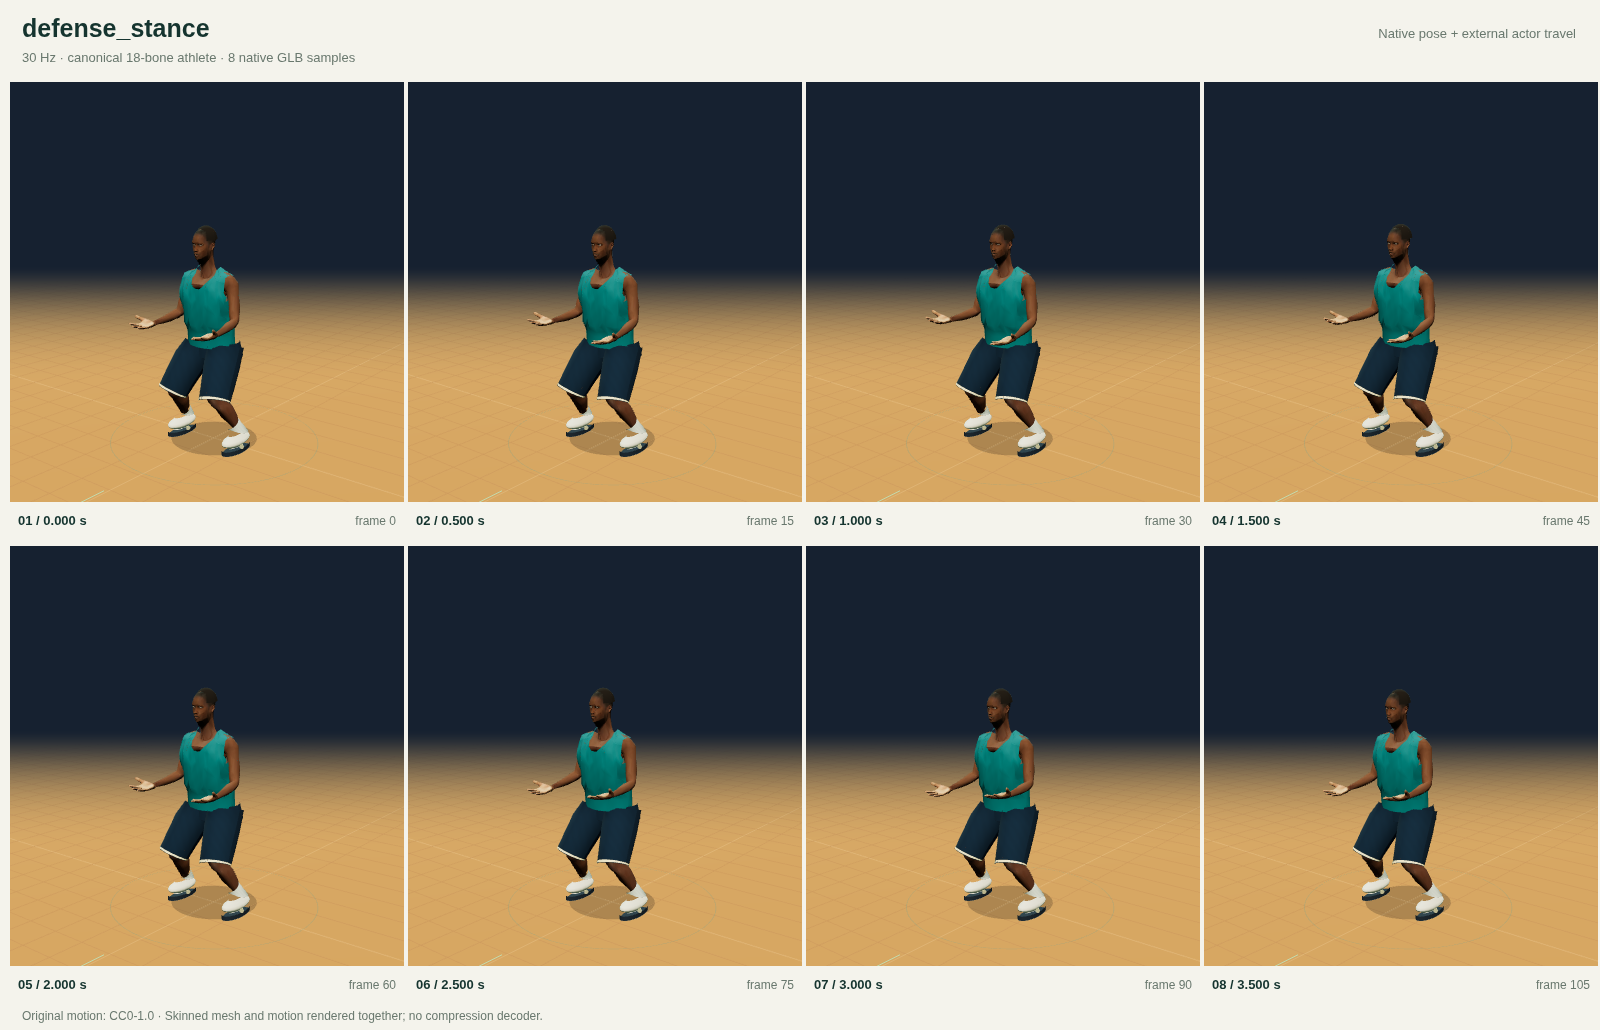 defense_stance
30 Hz · canonical 18-bone athlete · 8 native GLB samples
Native pose + external actor travel
01 / 0.000 s frame 0
02 / 0.500 s frame 15
03 / 1.000 s frame 30
04 / 1.500 s frame 45
05 / 2.000 s frame 60
06 / 2.500 s frame 75
07 / 3.000 s frame 90
08 / 3.500 s frame 105
Original motion: CC0-1.0 · Skinned mesh and motion rendered together; no compression decoder.